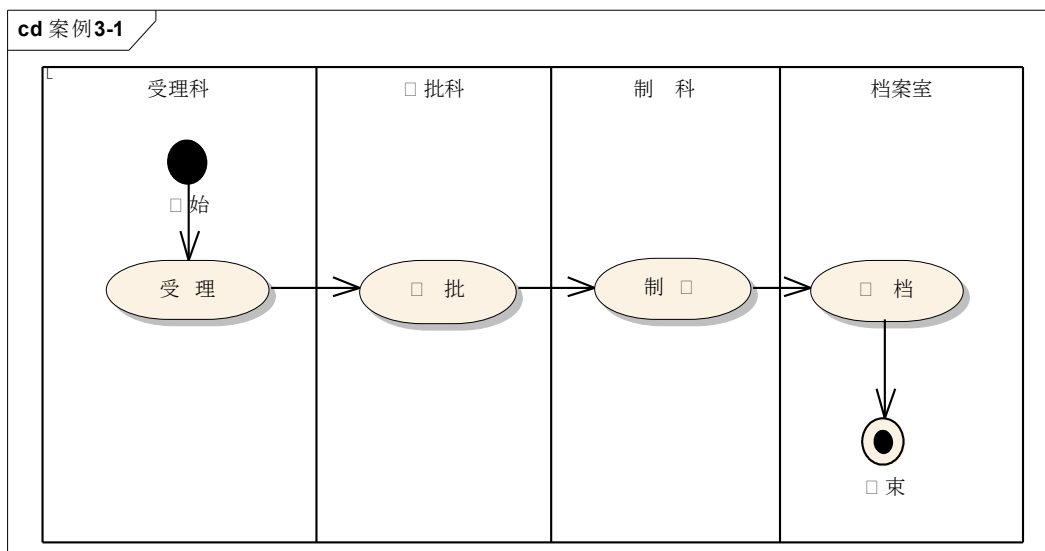 cd 案例3-1
受理科
□批科
制 科
档案室
□始
受 理
□ 批
制 □
□ 档
□束